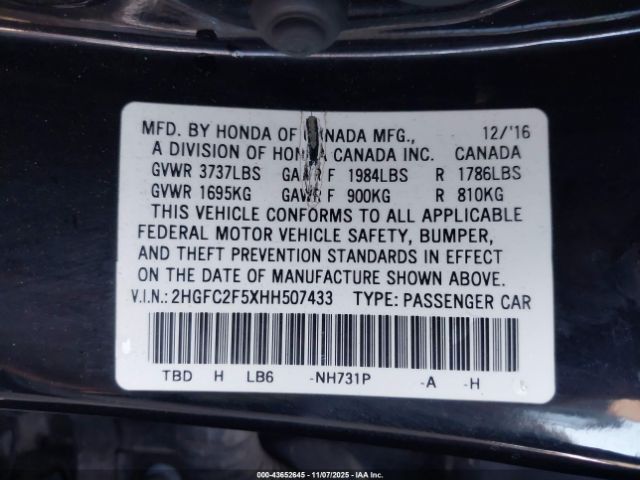 MFD. BY HONDA OF CANADA MFG., 12/'16
A DIVISION OF HONDA CANADA INC. CANADA
GVWR 3737LBS GAWR F 1984LBS R 1786LBS
GVWR 1695KG GAWR F 900KG R 810KG
THIS VEHICLE CONFORMS TO ALL APPLICABLE
FEDERAL MOTOR VEHICLE SAFETY, BUMPER,
AND THEFT PREVENTION STANDARDS IN EFFECT
ON THE DATE OF MANUFACTURE SHOWN ABOVE.
V.I.N.: 2HGFC2F5XHH507433 TYPE: PASSENGER CAR
TBD H LB6 -NH731P -A -H
000-43652645 11/07/2025 - IAAI.COM